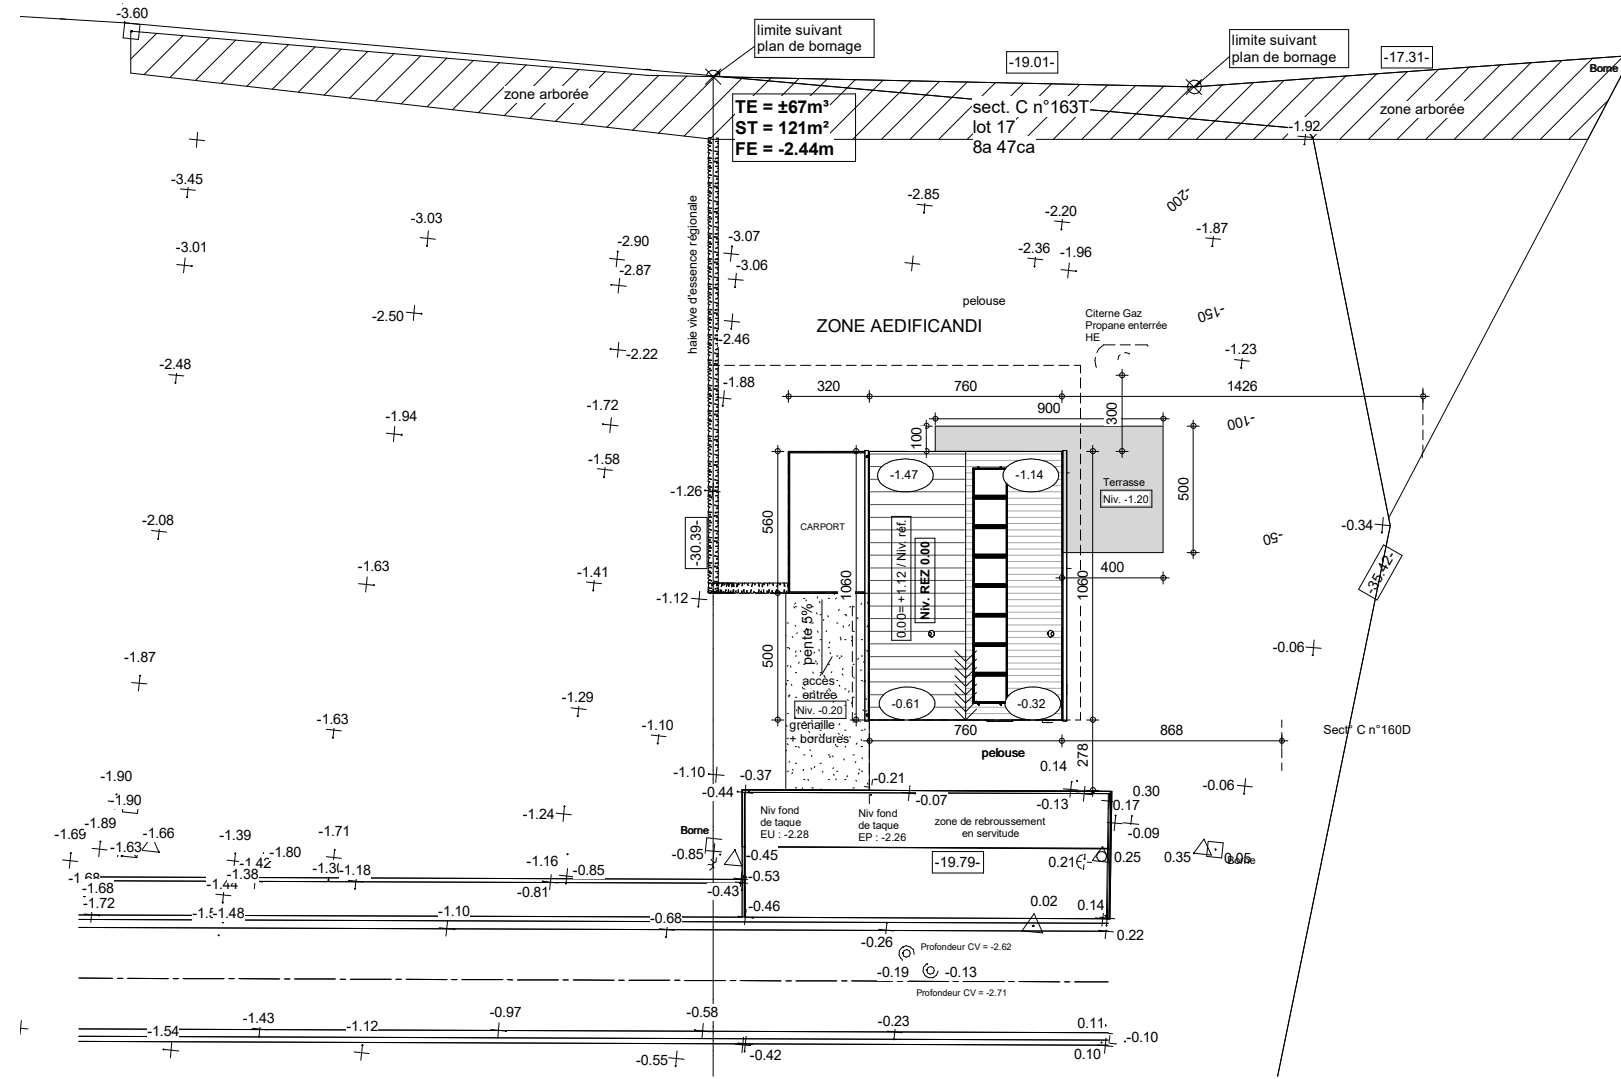 -3.60
limite suivant
plan de bornage
-19.01-
limite suivant
plan de bornage
-17.31-
Borne
zone arborée
TE = ±67m³
ST = 121m²
FE = -2.44m
sect. C n°163T
lot 17
8a 47ca
-1.92
zone arborée
-3.45
-3.03
-3.01
-2.90
-2.87
haie vive d'essence régionale
-3.07
-3.06
-2.85
-2.20
-2.36
-1.96
-200
-1.87
pelouse
ZONE AEDIFICANDI
Citerne Gaz
Propane enterrée
HE
-150
-2.50
-2.46
-2.22
-2.48
-1.23
-1.88
320
760
1426
900
300
100
-100
-1.94
-1.72
-1.58
-1.26
-1.47
-1.14
Terrasse
Niv. -1.20
500
-2.08
-30.39-
560
CARPORT
0.00= +1.12 / Niv. réf.
Niv. REZ 0.00
-0.34
-50
-35.42-
400
1060
1060
-1.63
-1.41
-1.12
pente 5%
500
-1.87
-0.06
accès
entrée
Niv. -0.20
grenaille
+ bordures
-0.61
-0.32
-1.29
-1.63
-1.10
760
868
Sect° C n°160D
pelouse
278
-1.90
-1.90
-1.10
-0.37
-0.21
0.14
-0.44
-0.07
-0.13
0.30
0.17
-0.06
-0.09
Niv fond
de taque
EU : -2.28
Niv fond
de taque
EP : -2.26
zone de rebroussement
en servitude
-1.24
Borne
-1.69
-1.89
-1.63
-1.66
-1.39
-1.71
-1.80
-1.42
-1.38
-1.18
-1.16
-0.85
-0.81
-0.85
-0.45
-19.79-
0.21
0.25
0.35
0.05
Borne
-1.68
-1.68
-1.44
-0.53
-0.43
-1.72
-1.48
-1.10
-0.68
-0.46
0.02
0.14
0.22
-0.26
Profondeur CV = -2.62
-0.19
-0.13
Profondeur CV = -2.71
-1.54
-1.43
-1.12
-0.97
-0.58
-0.23
0.11
-0.10
-0.55
-0.42
0.10